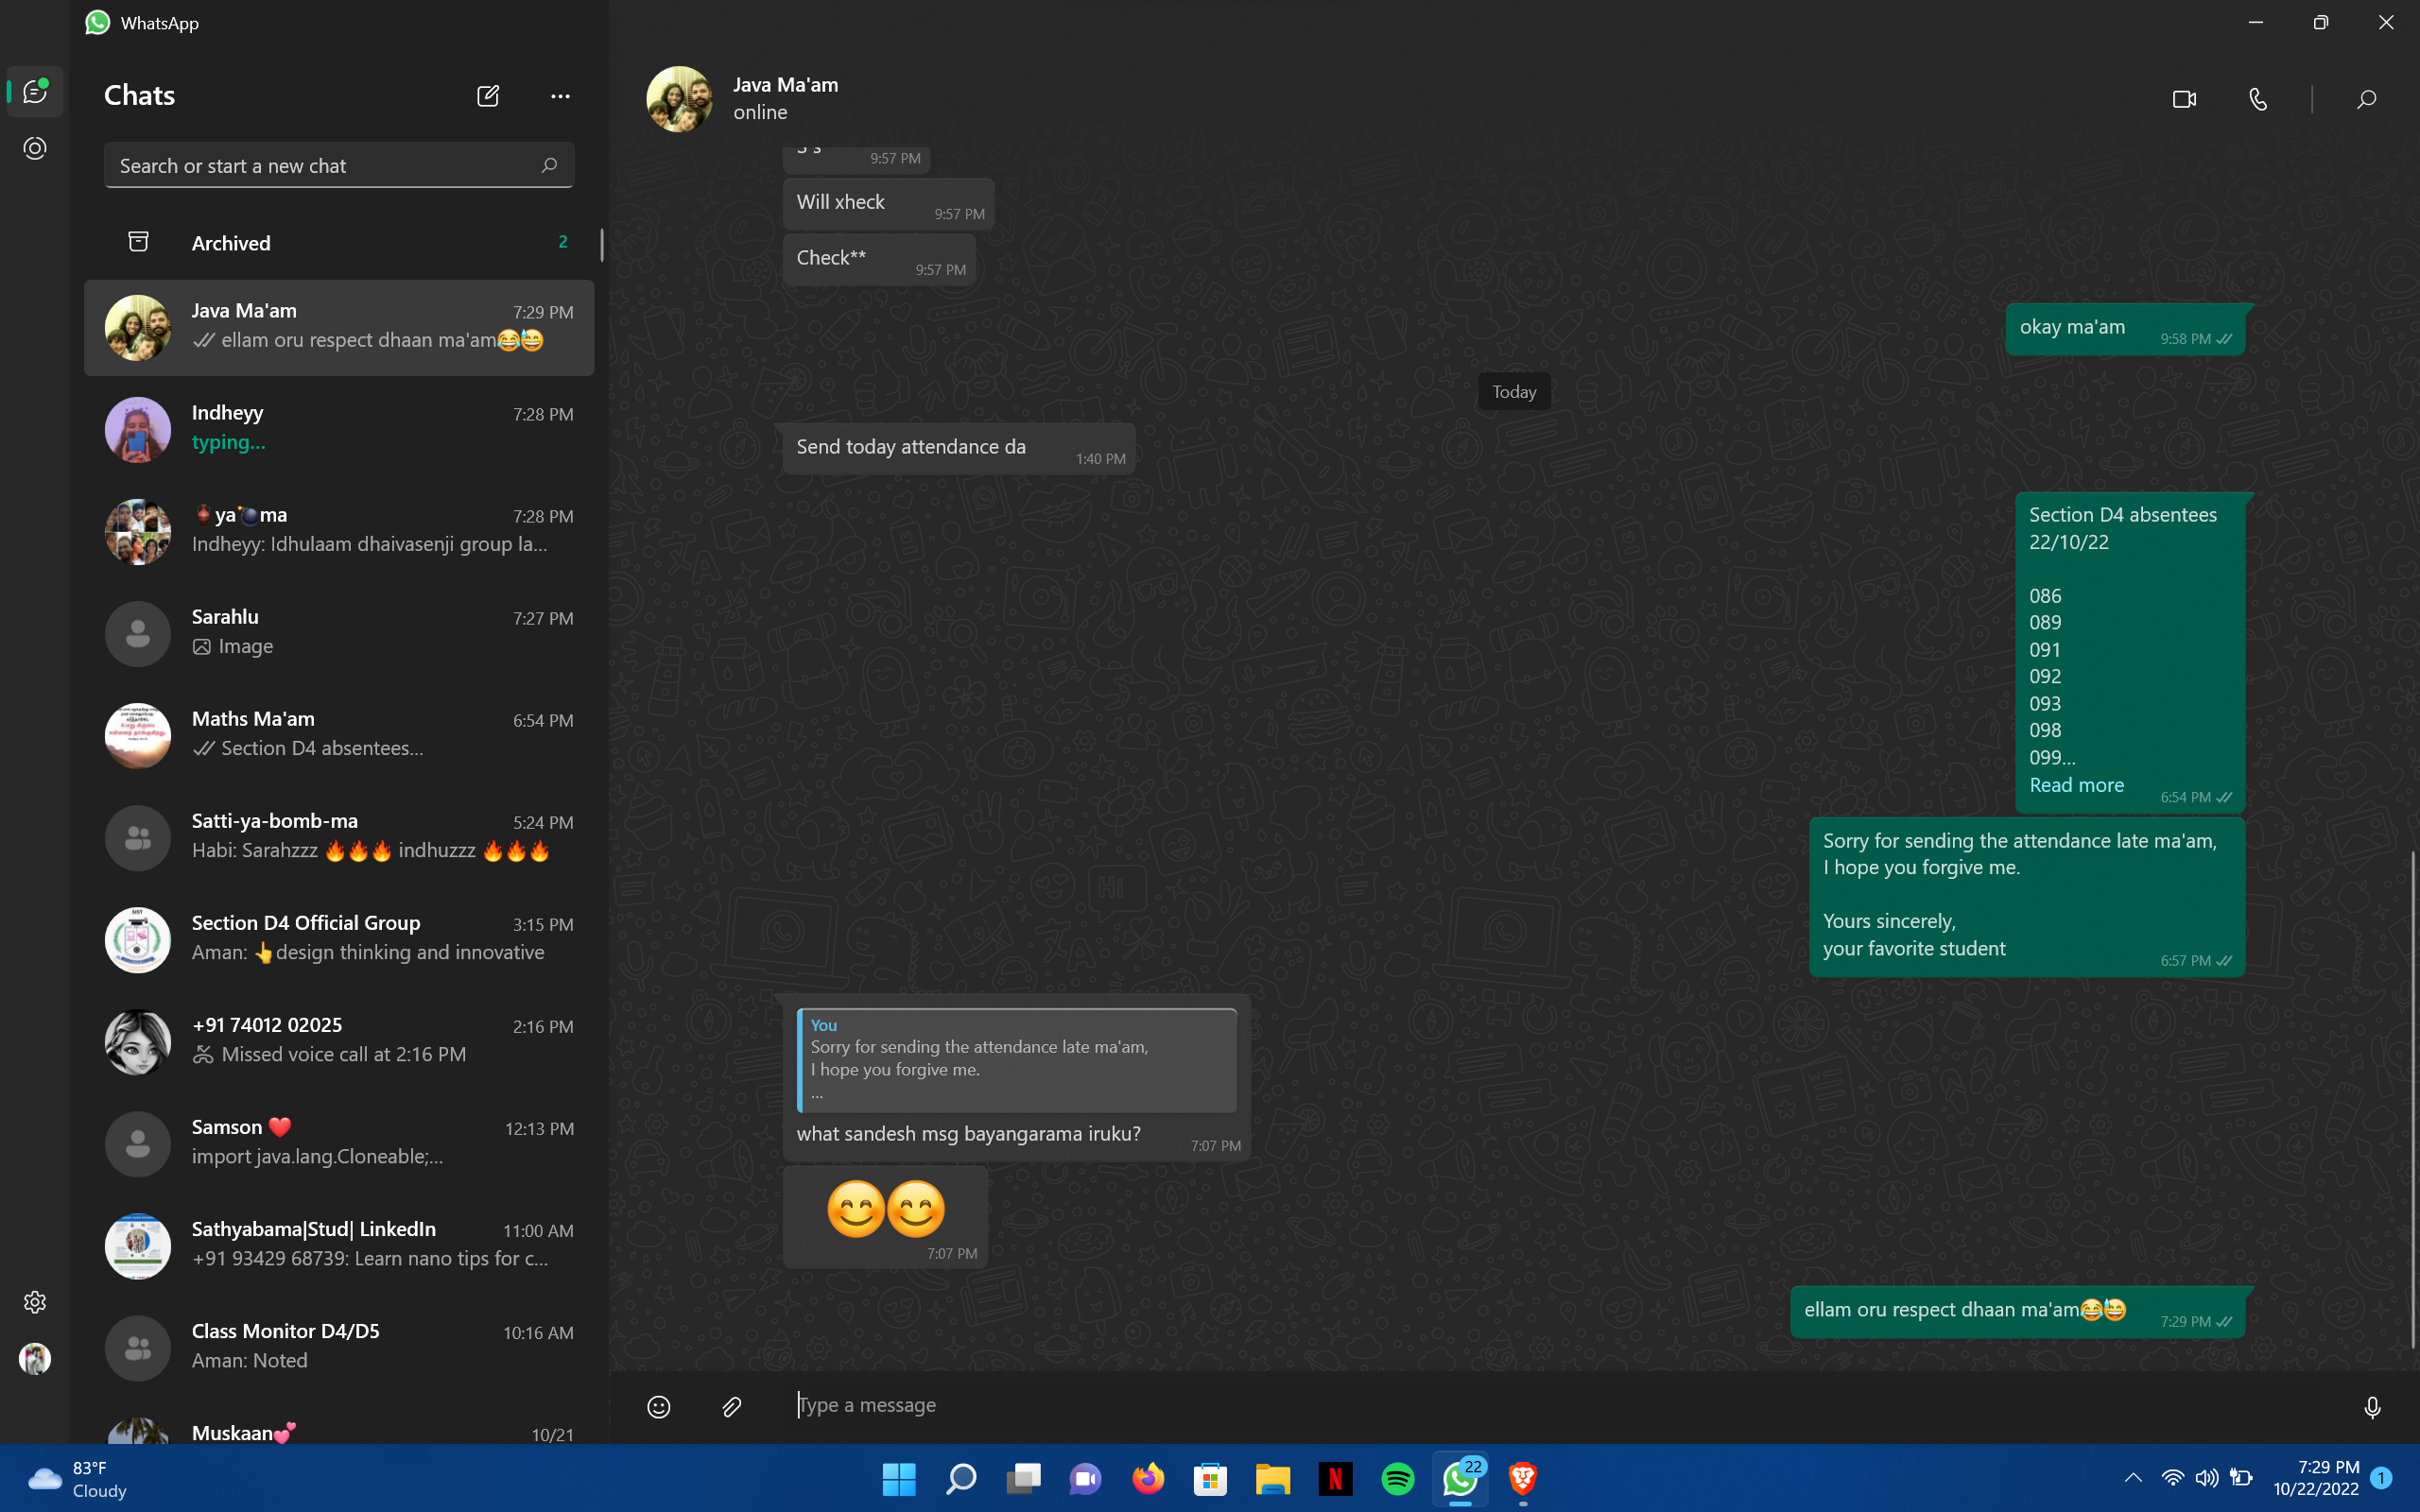 WhatsApp
Chats
Search or start a new chat
Archived
2
Java Ma'am
7:29 PM
ellam oru respect dhaan ma'am😂😅
Indheyy
7:28 PM
typing...
🏺ya💣ma
7:28 PM
Indheyy: Idhulaam dhaivasenji group la...
Sarahlu
7:27 PM
Image
Maths Ma'am
6:54 PM
Section D4 absentees...
Satti-ya-bomb-ma
5:24 PM
Habi: Sarahzzz 🔥🔥🔥 indhuzzz 🔥🔥🔥
Section D4 Official Group
3:15 PM
Aman: 👆design thinking and innovative
+91 74012 02025
2:16 PM
Missed voice call at 2:16 PM
Samson ❤️
12:13 PM
import java.lang.Cloneable;...
Sathyabama|Stud| LinkedIn
11:00 AM
+91 93429 68739: Learn nano tips for c...
Class Monitor D4/D5
10:16 AM
Aman: Noted
Muskaan💕
10/21
Java Ma'am
online
9:57 PM
Will xheck
9:57 PM
Check**
9:57 PM
okay ma'am
9:58 PM
Today
Send today attendance da
1:40 PM
Section D4 absentees
22/10/22
086
089
091
092
093
098
099...
Read more
6:54 PM
Sorry for sending the attendance late ma'am,
I hope you forgive me.
Yours sincerely,
your favorite student
6:57 PM
You
Sorry for sending the attendance late ma'am,
I hope you forgive me.
...
what sandesh msg bayangarama iruku?
7:07 PM
😊😊
7:07 PM
ellam oru respect dhaan ma'am😂😅
7:29 PM
Type a message
83°F
Cloudy
22
7:29 PM
10/22/2022
1